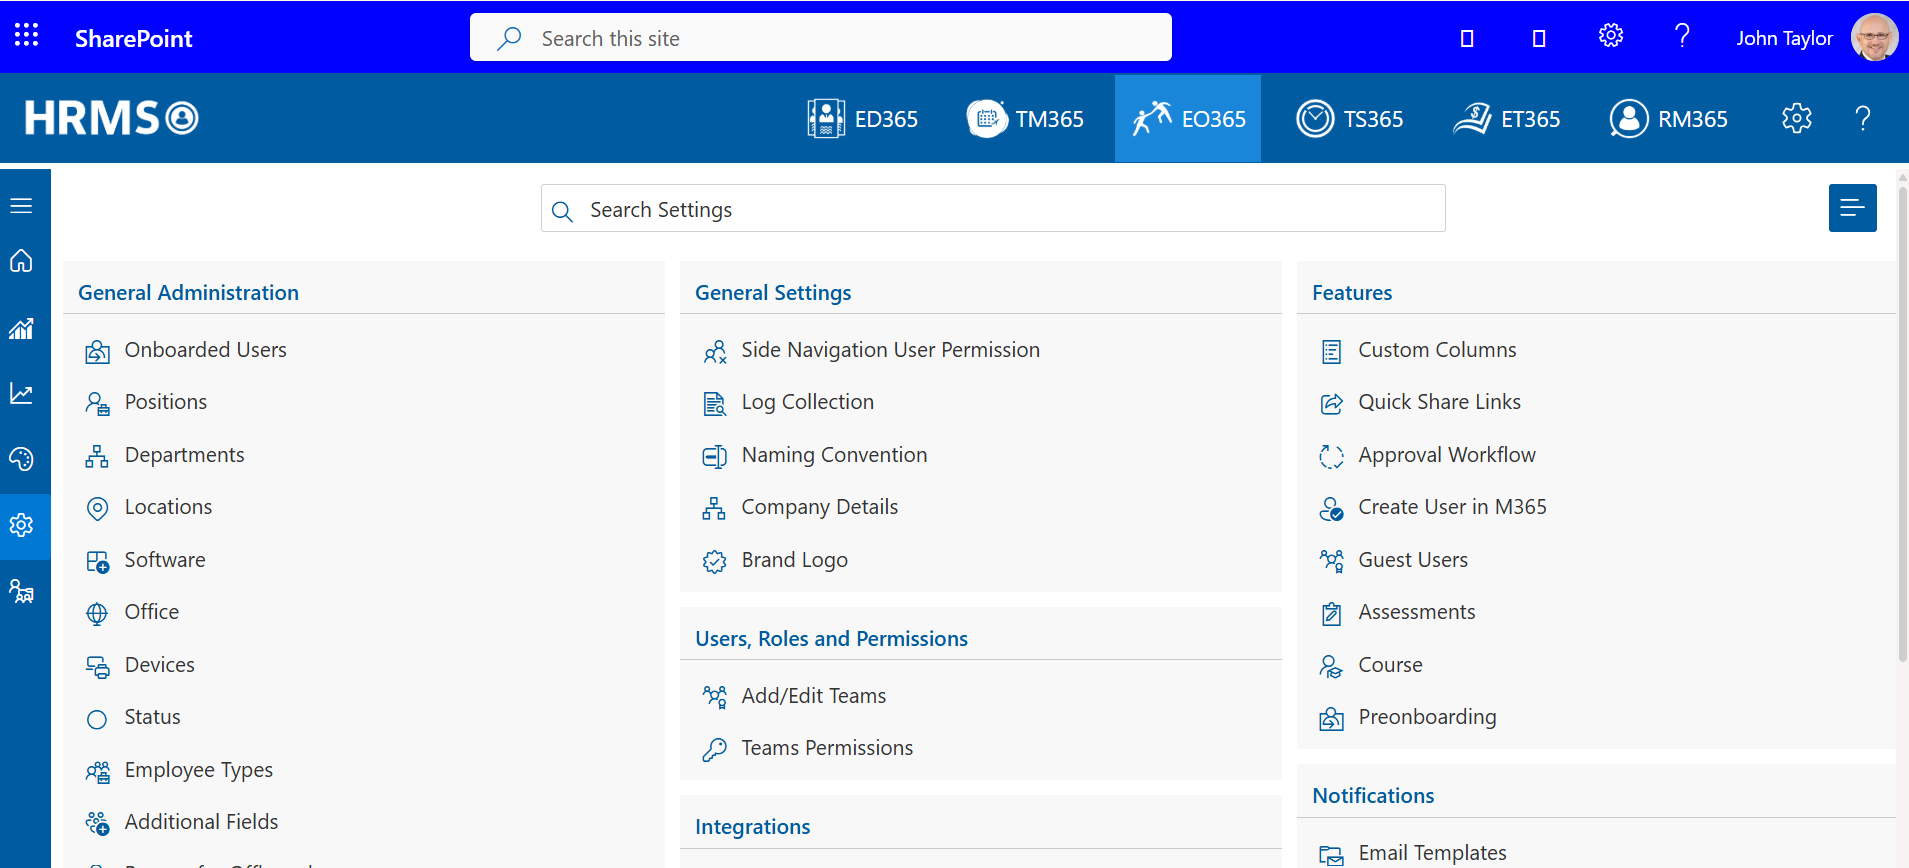 SharePoint
Search this site
?
John Taylor
HRMS
ED365
TM365
EO365
TS365
ET365
RM365
?
Search Settings
General Administration
Onboarded Users
Positions
Departments
Locations
Software
Office
Devices
Status
Employee Types
Additional Fields
General Settings
Side Navigation User Permission
Log Collection
Naming Convention
Company Details
Brand Logo
Users, Roles and Permissions
Add/Edit Teams
Teams Permissions
Integrations
Features
Custom Columns
Quick Share Links
Approval Workflow
Create User in M365
Guest Users
Assessments
Course
Preonboarding
Notifications
Email Templates